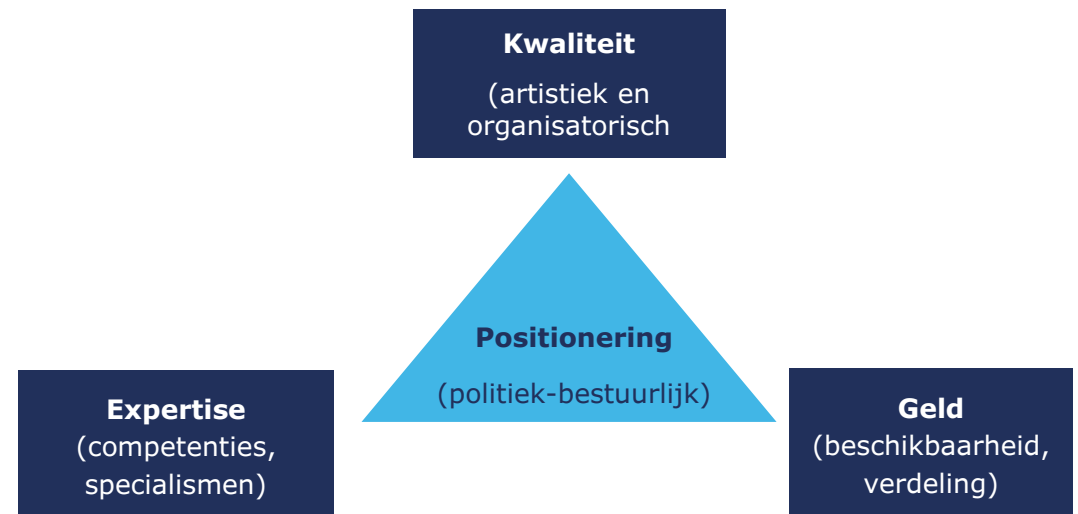 Kwaliteit
(artistiek en
organisatorisch
Positionering
(politiek-bestuurlijk)
Expertise
(competenties,
specialismen)
Geld
(beschikbaarheid,
verdeling)